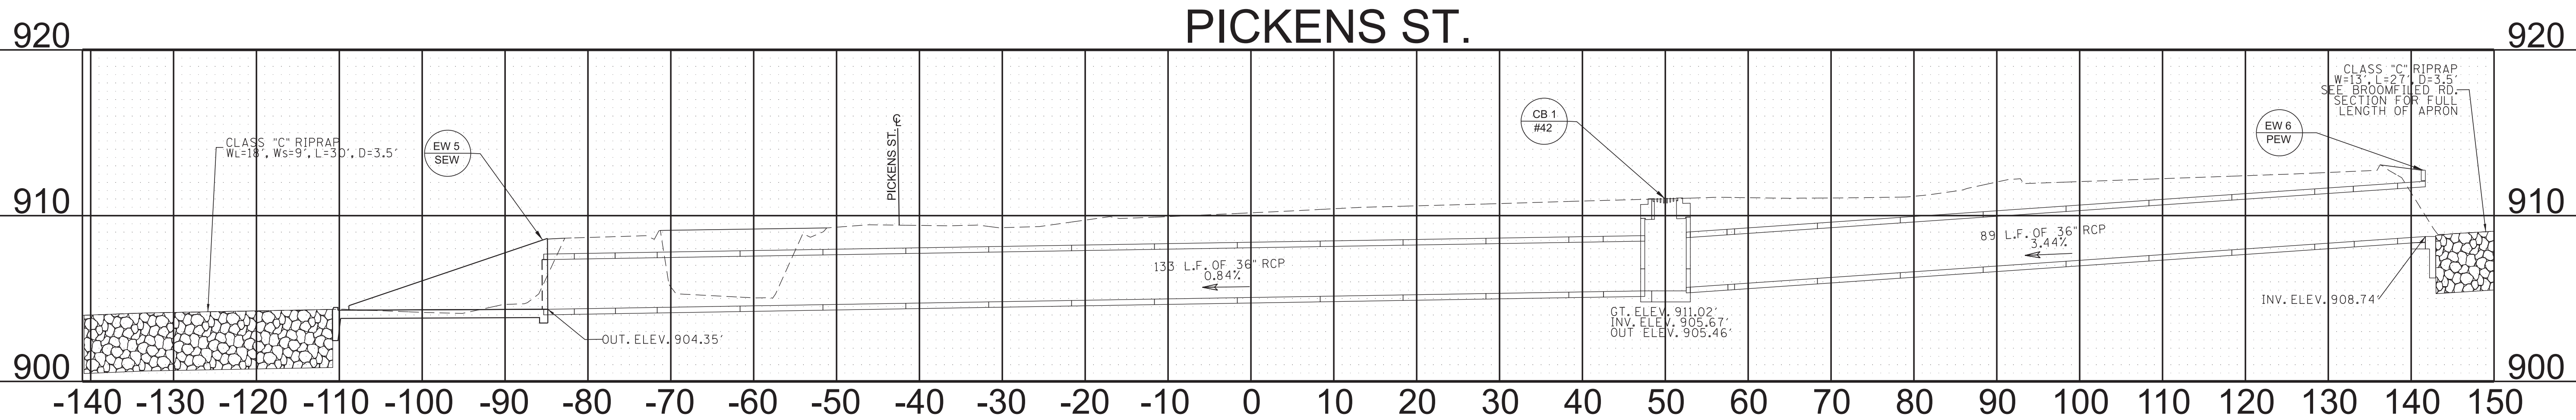 PICKENS ST.
920
920
CLASS "C" RIPRAP
W=13', L=27', D=3.5'
SEE BROOMFILED RD.
SECTION FOR FULL
LENGTH OF APRON
CB 1
#42
EW 6
PEW
CLASS "C" RIPRAP
WL=18', WS=9', L=30', D=3.5'
EW 5
SEW
PICKENS ST. ℄
910
910
89 L.F. OF 36" RCP
3.44%
133 L.F. OF 36" RCP
0.84%
INV. ELEV. 908.74'
GT. ELEV. 911.02'
INV. ELEV. 905.67'
OUT ELEV. 905.46'
OUT. ELEV. 904.35'
900
900
-140 -130 -120 -110 -100 -90 -80 -70 -60 -50 -40 -30 -20 -10 0 10 20 30 40 50 60 70 80 90 100 110 120 130 140 150